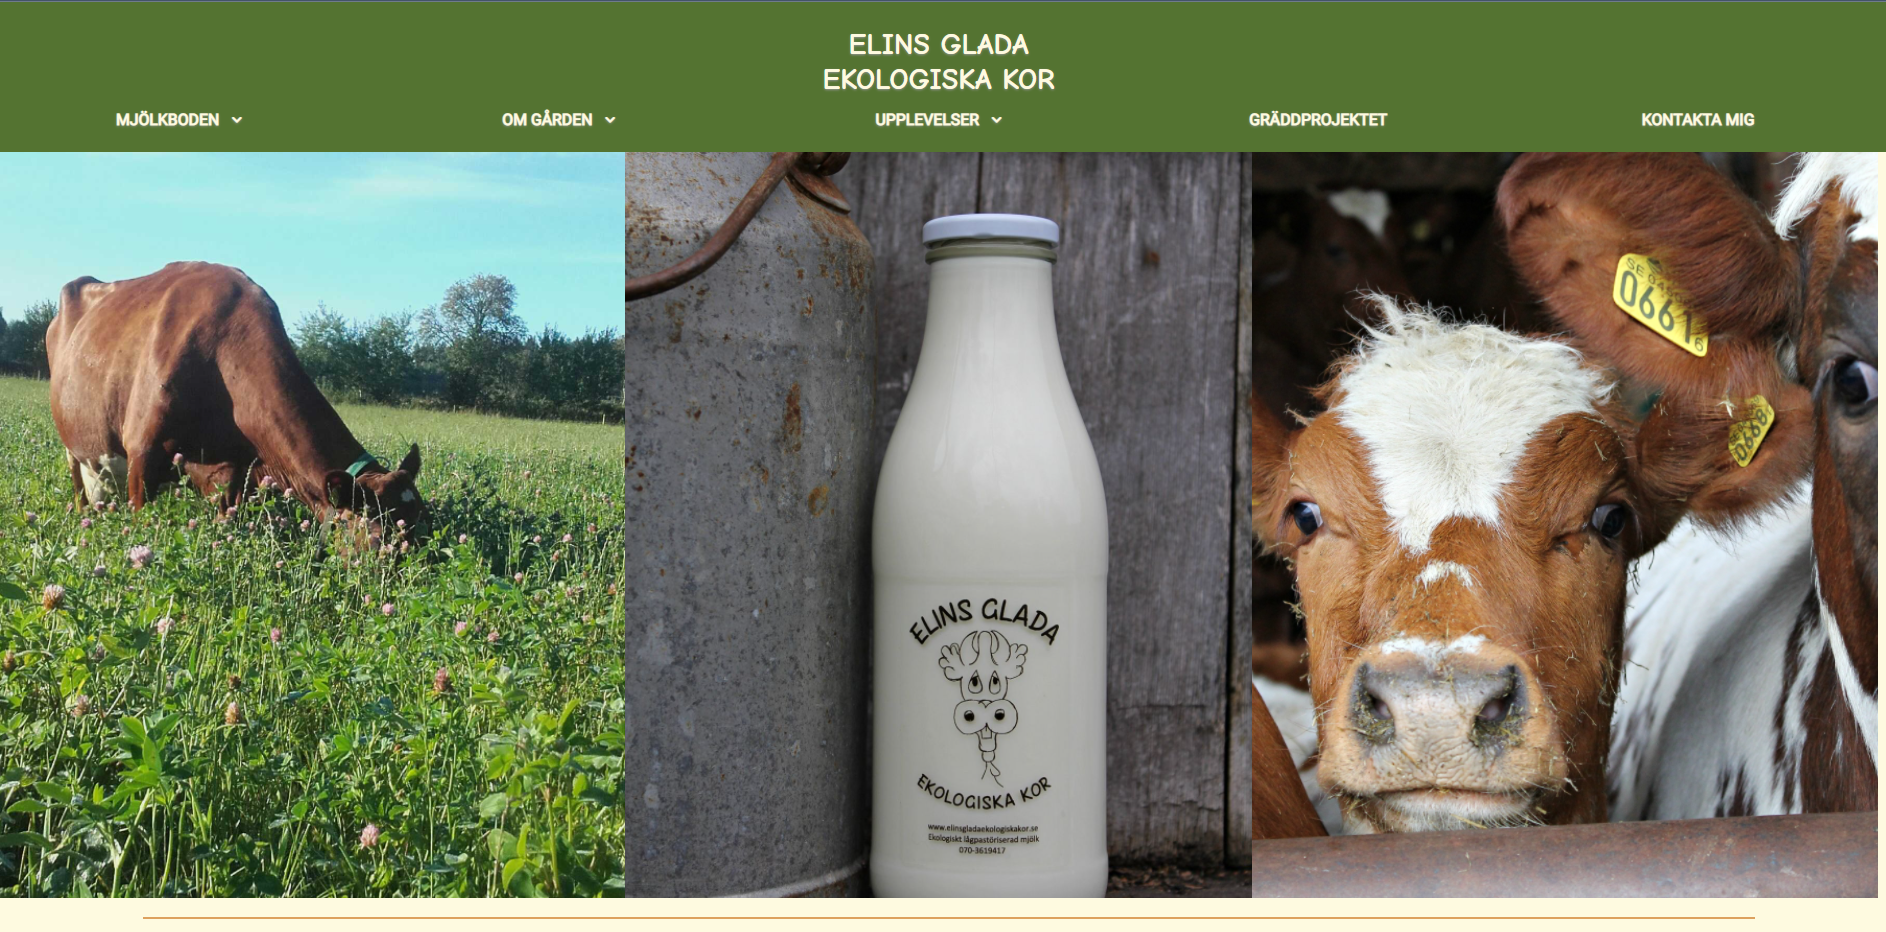 ELINS GLADA
EKOLOGISKA KOR
MJÖLKBODEN
OM GÅRDEN
UPPLEVELSER
GRÄDDPROJEKTET
KONTAKTA MIG
ELINS GLADA
EKOLOGISKA KOR
www.elinsgladaekologiskakor.se
Ekologiskt lågpastöriserad mjölk
070-3619417
SE
06616
0668